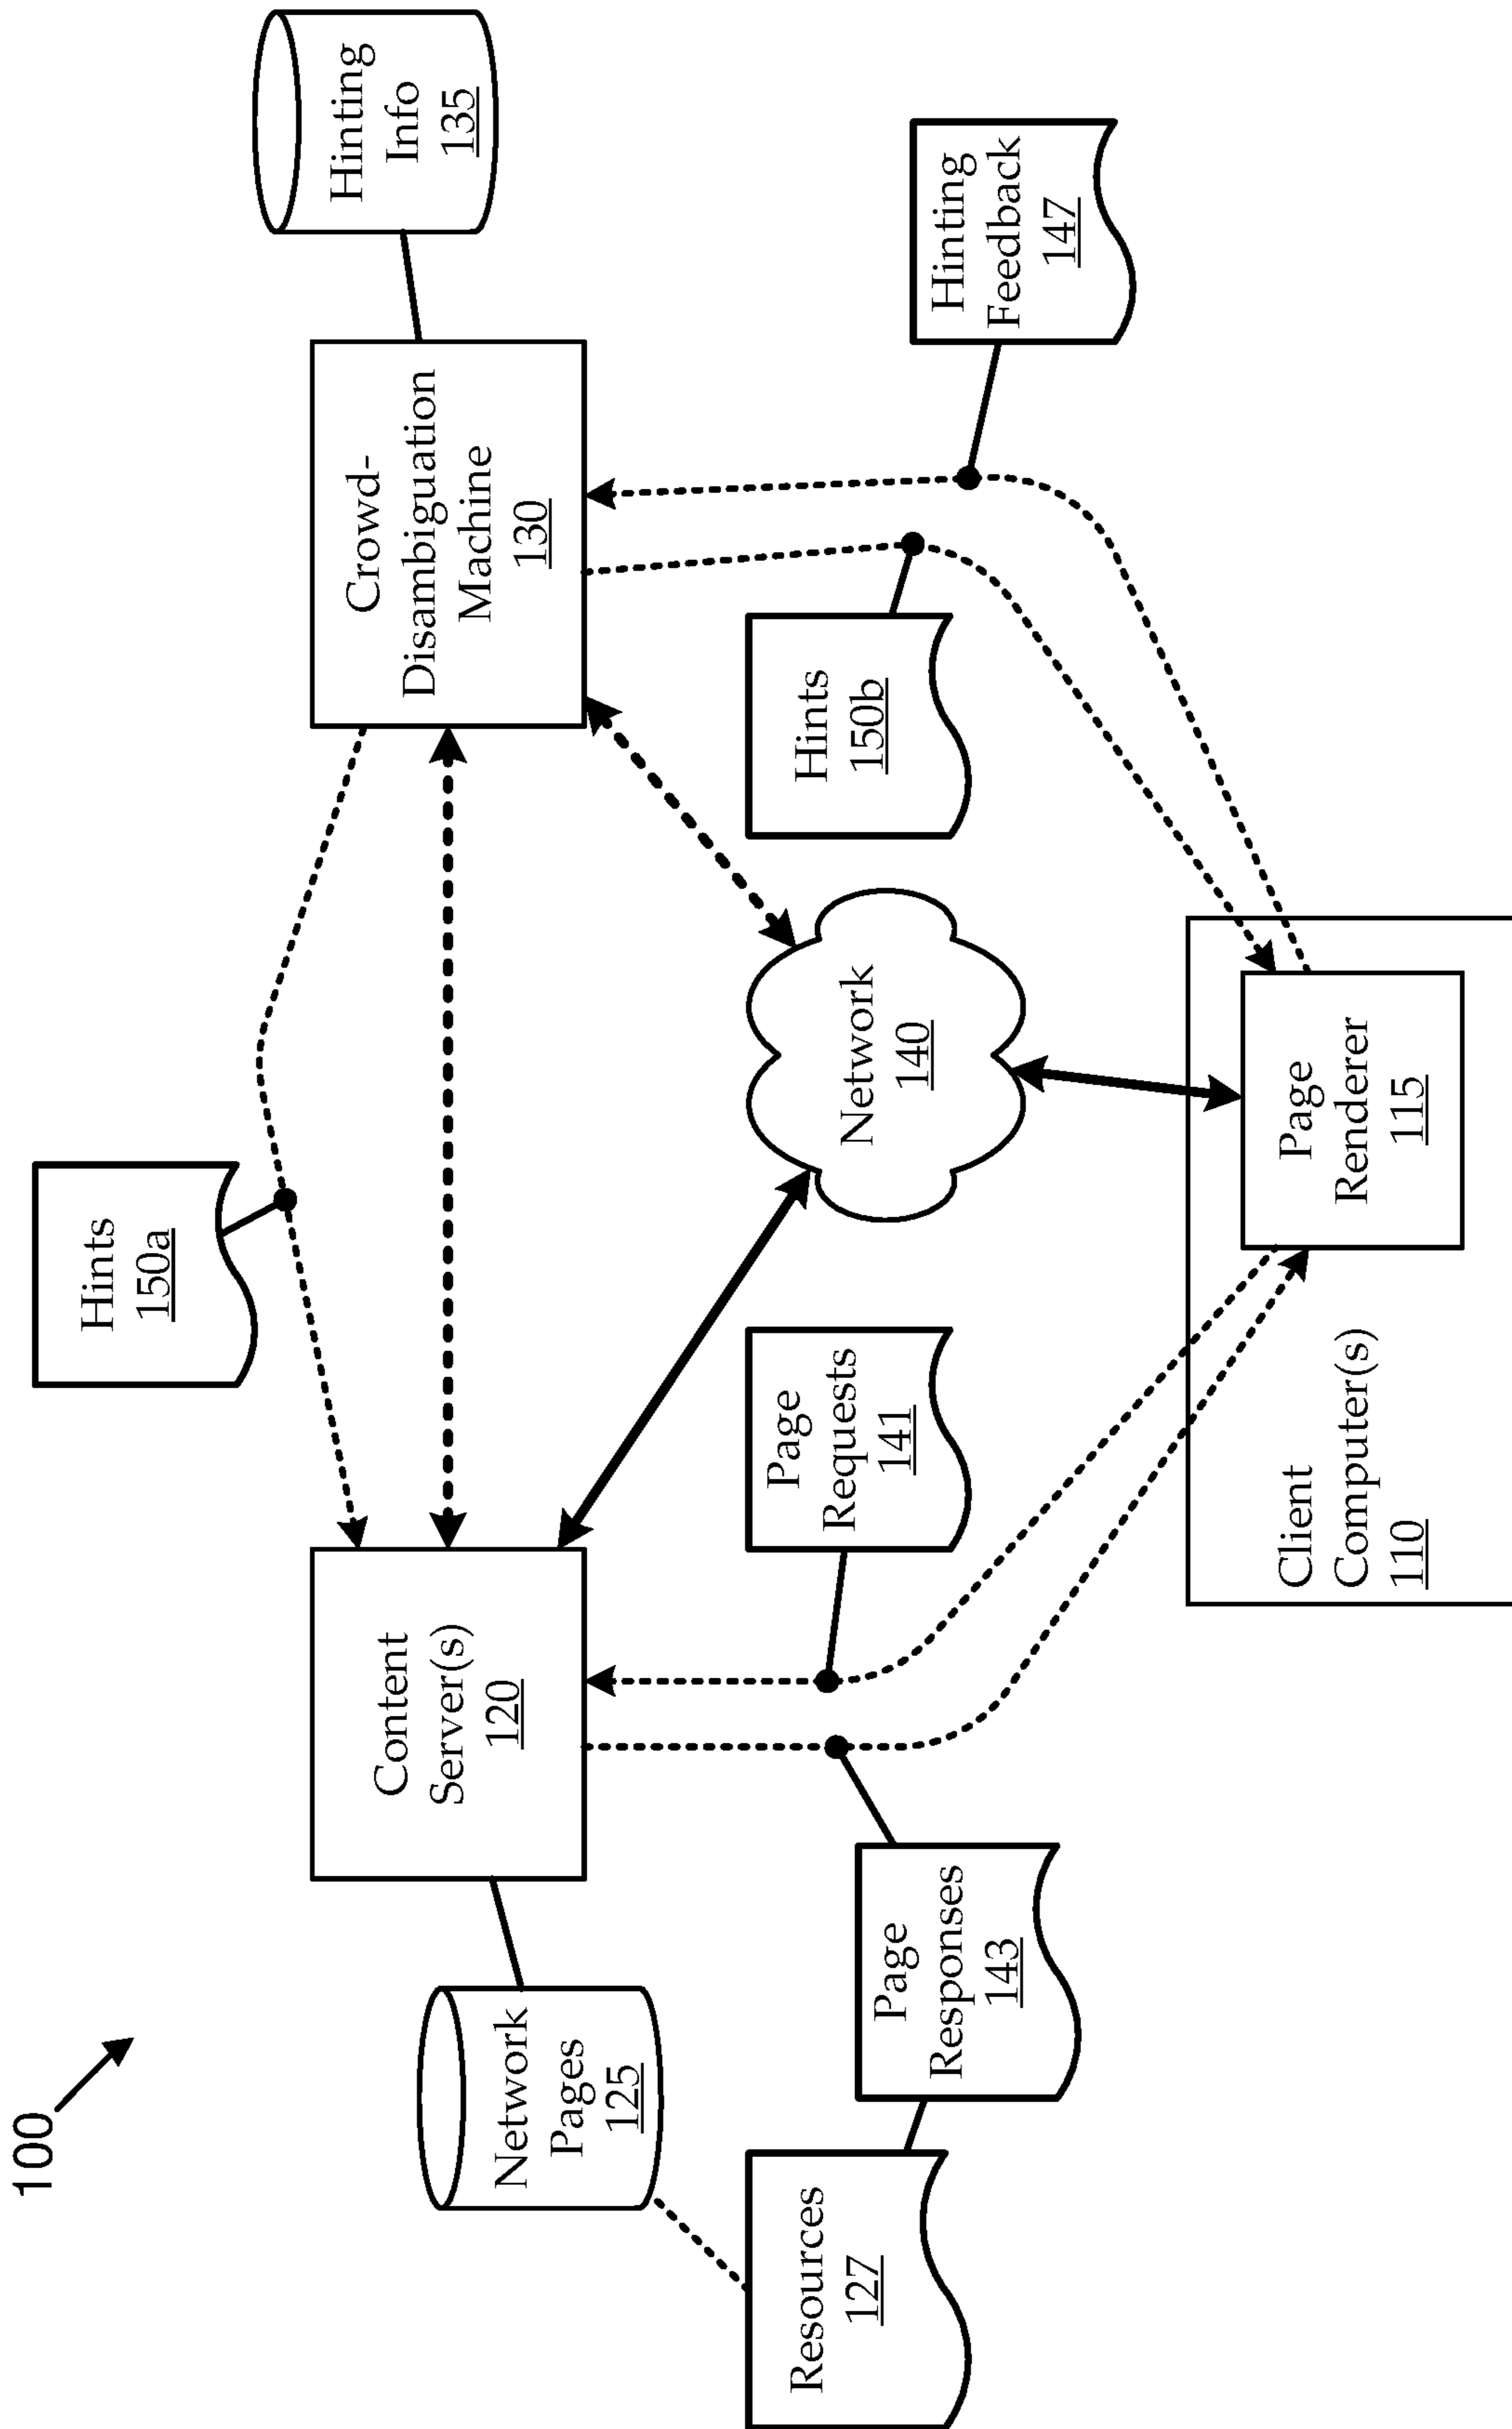 100
Hints
150a
Network
Pages
125
Content
Server(s)
120
Crowd-
Disambiguation
Machine
130
Hinting
Info
135
Resources
127
Page
Responses
143
Page
Requests
141
Network
140
Hints
150b
Hinting
Feedback
147
Client
Computer(s)
110
Page
Renderer
115